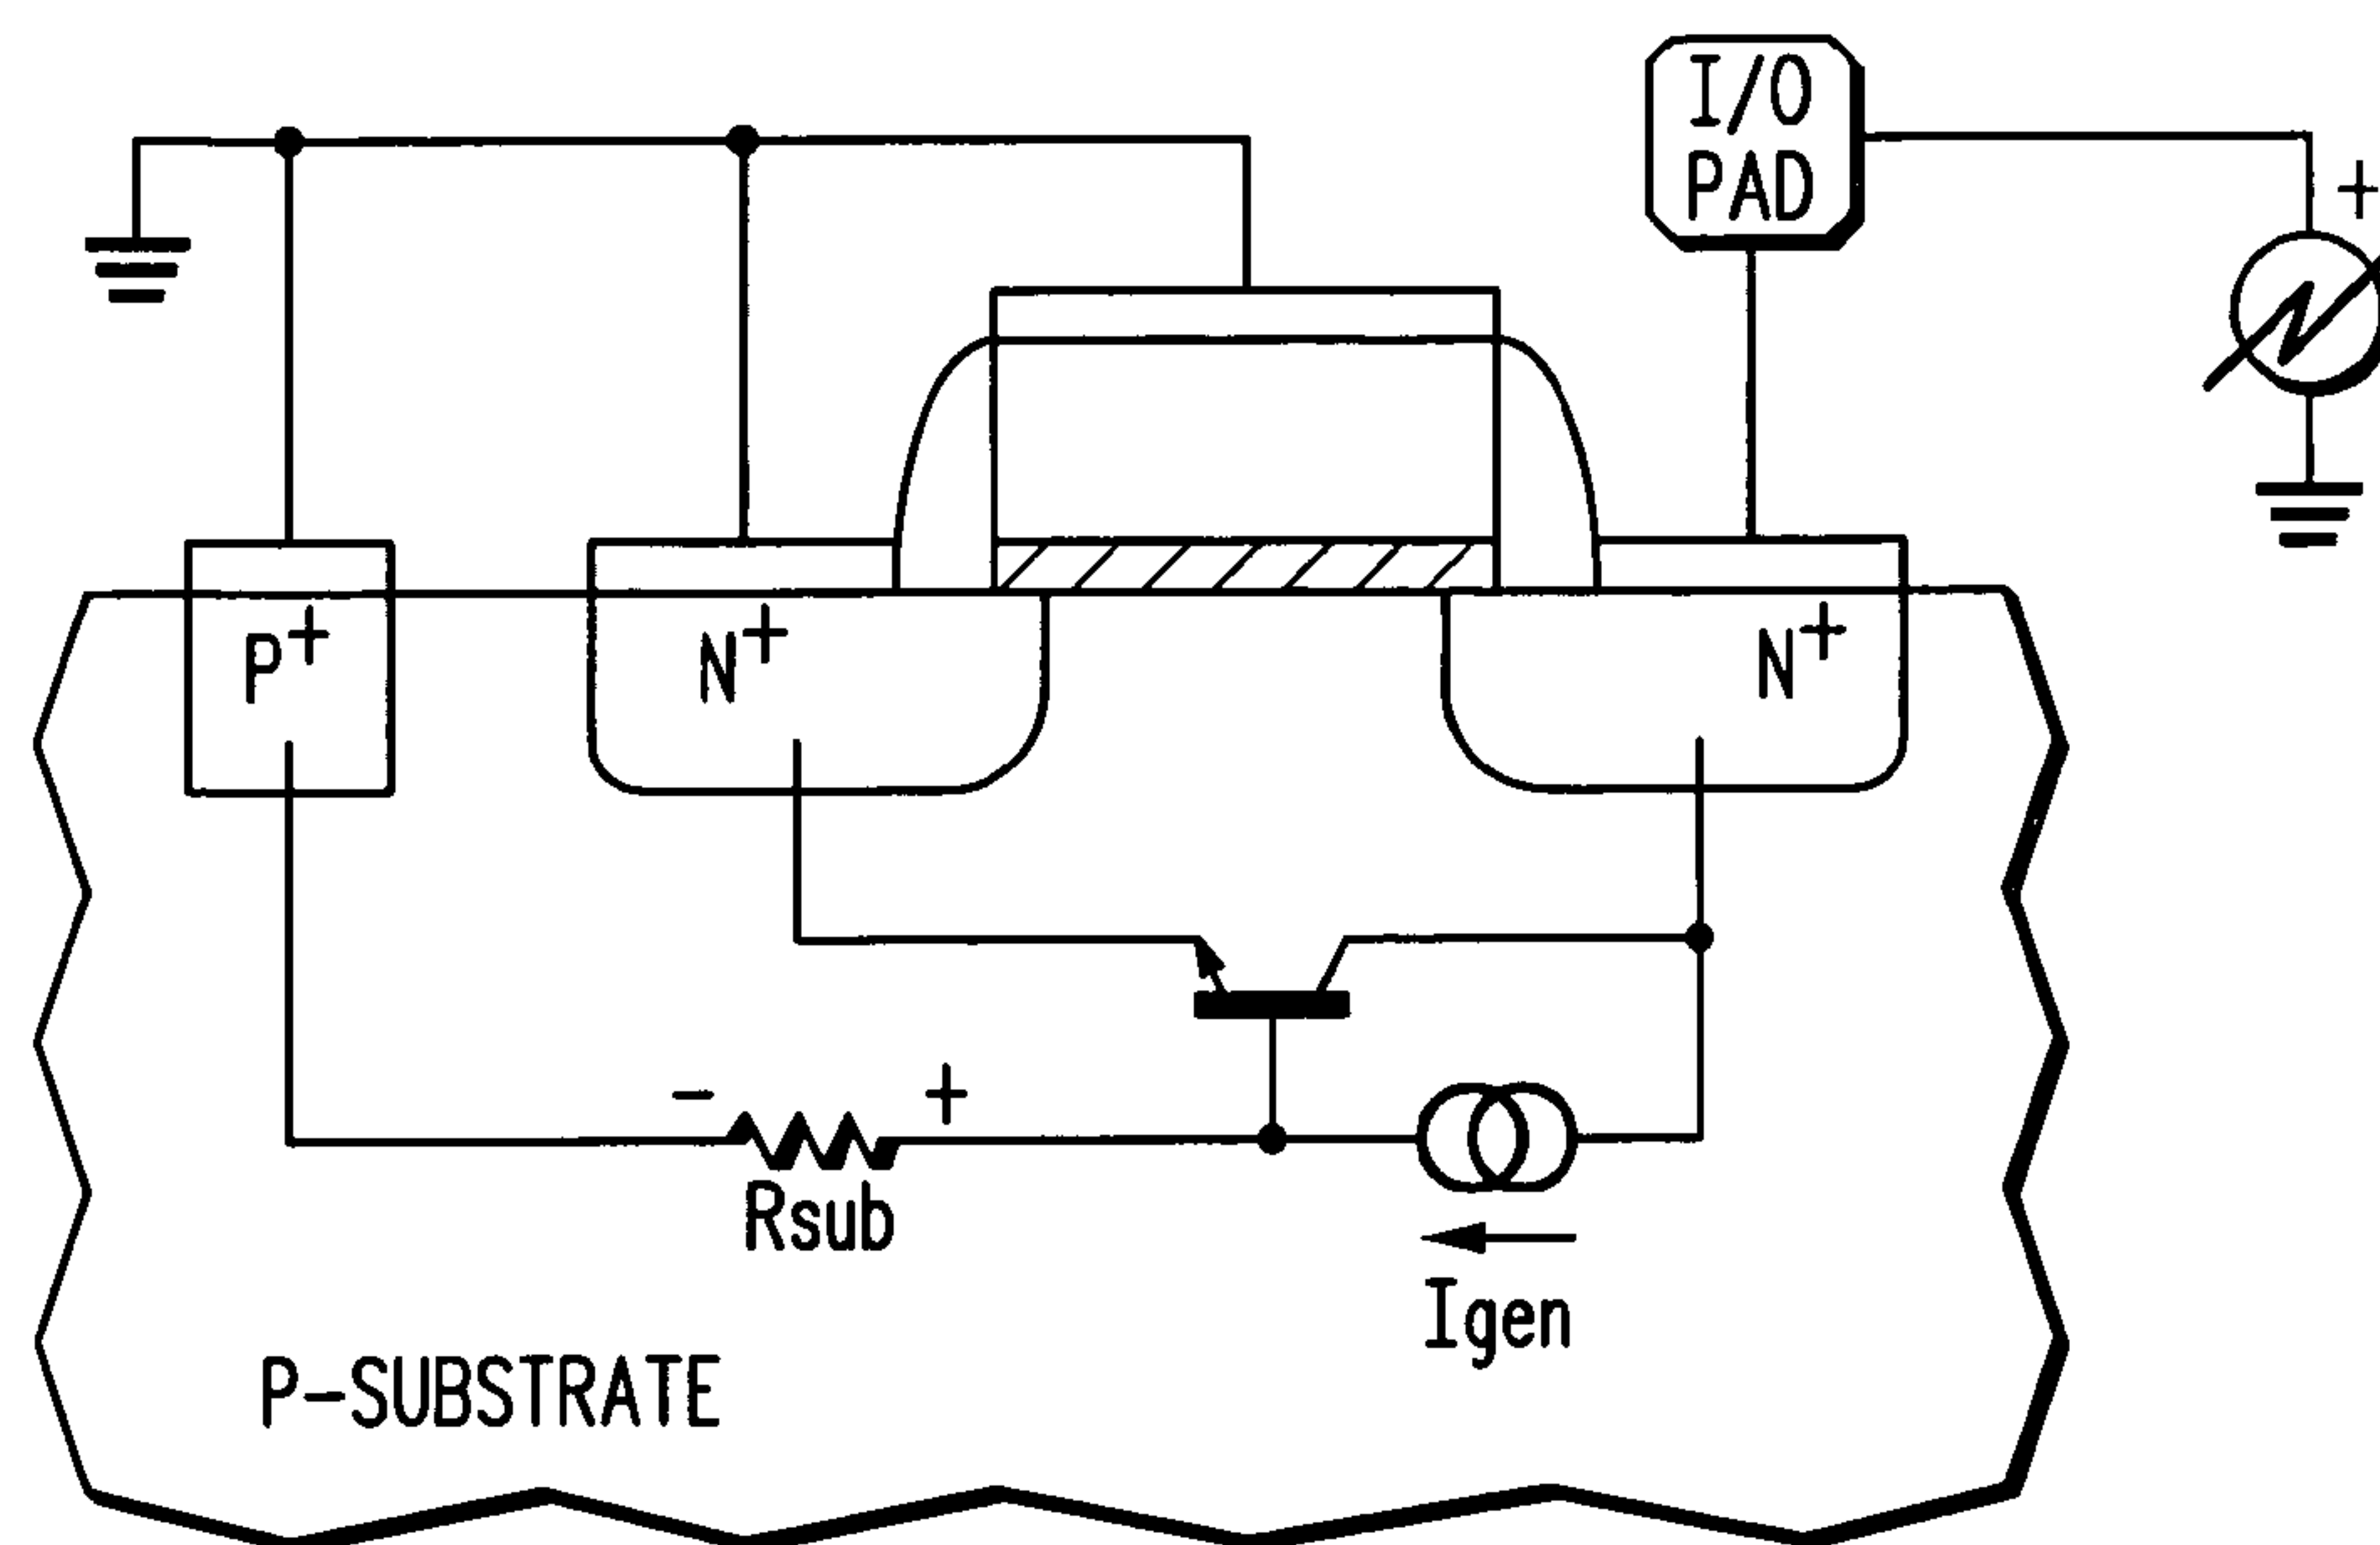 I/O
PAD
+
P+
N+
N+
- +
Rsub
Igen
P-SUBSTRATE